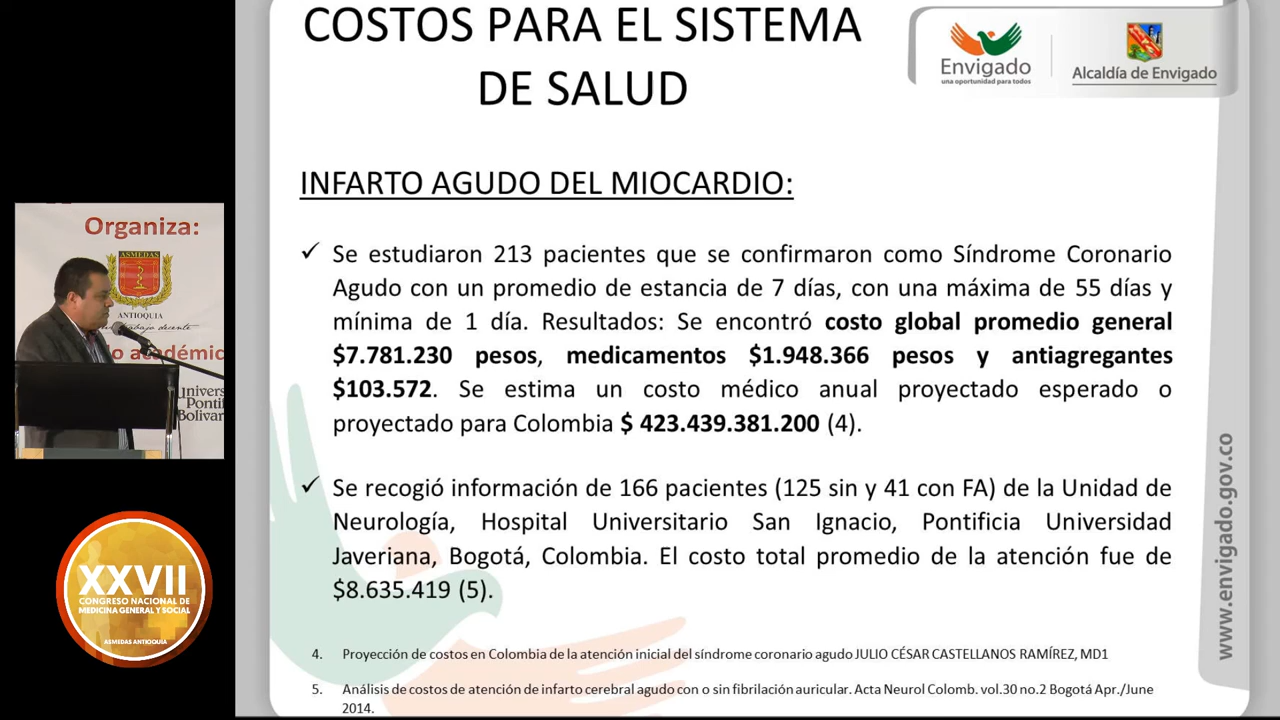 COSTOS PARA EL SISTEMA
DE SALUD
Envigado
una oportunidad para todos
Alcaldía de Envigado
INFARTO AGUDO DEL MIOCARDIO:
✓ Se estudiaron 213 pacientes que se confirmaron como Síndrome Coronario
Agudo con un promedio de estancia de 7 días, con una máxima de 55 días y
mínima de 1 día. Resultados: Se encontró costo global promedio general
$7.781.230 pesos, medicamentos $1.948.366 pesos y antiagregantes
$103.572. Se estima un costo médico anual proyectado esperado o
proyectado para Colombia $ 423.439.381.200 (4).
✓ Se recogió información de 166 pacientes (125 sin y 41 con FA) de la Unidad de
Neurología, Hospital Universitario San Ignacio, Pontificia Universidad
Javeriana, Bogotá, Colombia. El costo total promedio de la atención fue de
$8.635.419 (5).
4. Proyección de costos en Colombia de la atención inicial del síndrome coronario agudo JULIO CÉSAR CASTELLANOS RAMÍREZ, MD1
5. Análisis de costos de atención de infarto cerebral agudo con o sin fibrilación auricular. Acta Neurol Colomb. vol.30 no.2 Bogotá Apr./June
2014.
www.envigado.gov.co
Organiza:
ASMEDAS
ANTIOQUIA
trabajo decente
o académic
Univers
Pontif
Bolivar
XXVII
CONGRESO NACIONAL DE
MEDICINA GENERAL Y SOCIAL
ASMEDAS ANTIOQUIA